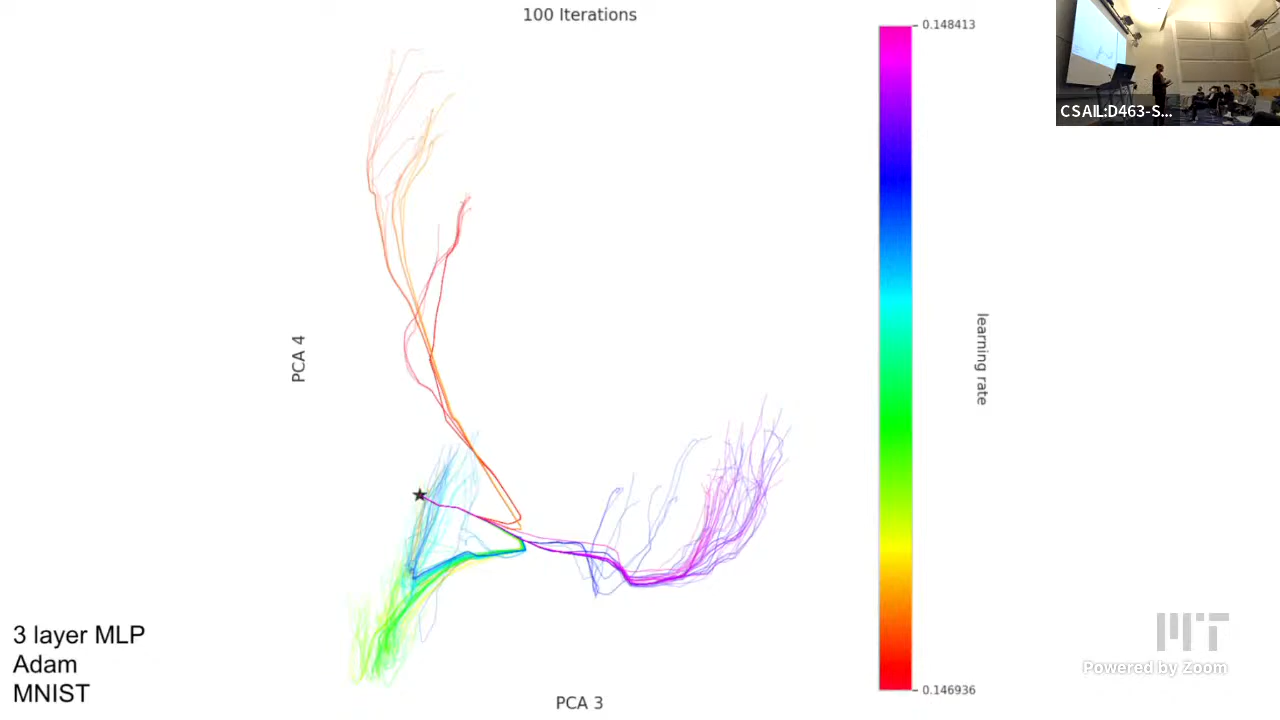 100 Iterations
0.148413
CSAIL:D463-S...
PCA 4
learning rate
3 layer MLP
Adam
MNIST
MIT
Powered by Zoom
0.146936
PCA 3